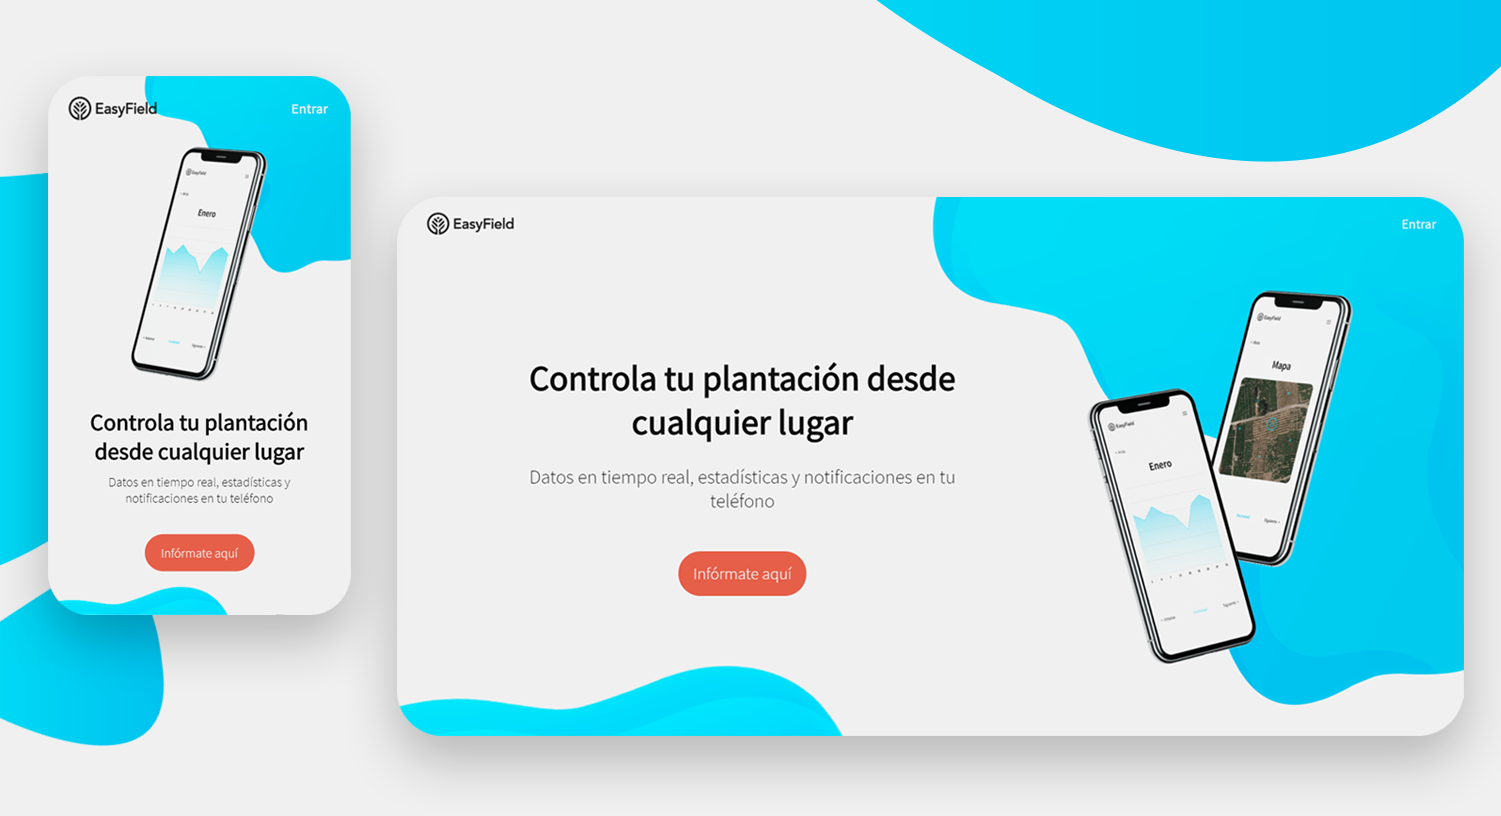 EasyField
Entrar
EasyField
Enero
Controla tu plantación
desde cualquier lugar
Datos en tiempo real, estadísticas y
notificaciones en tu teléfono
Infórmate aquí
EasyField
Entrar
Controla tu plantación desde
cualquier lugar
Datos en tiempo real, estadísticas y notificaciones en tu
teléfono
Infórmate aquí
EasyField
Mapa
Siguiente >
EasyField
Enero
Siguiente >